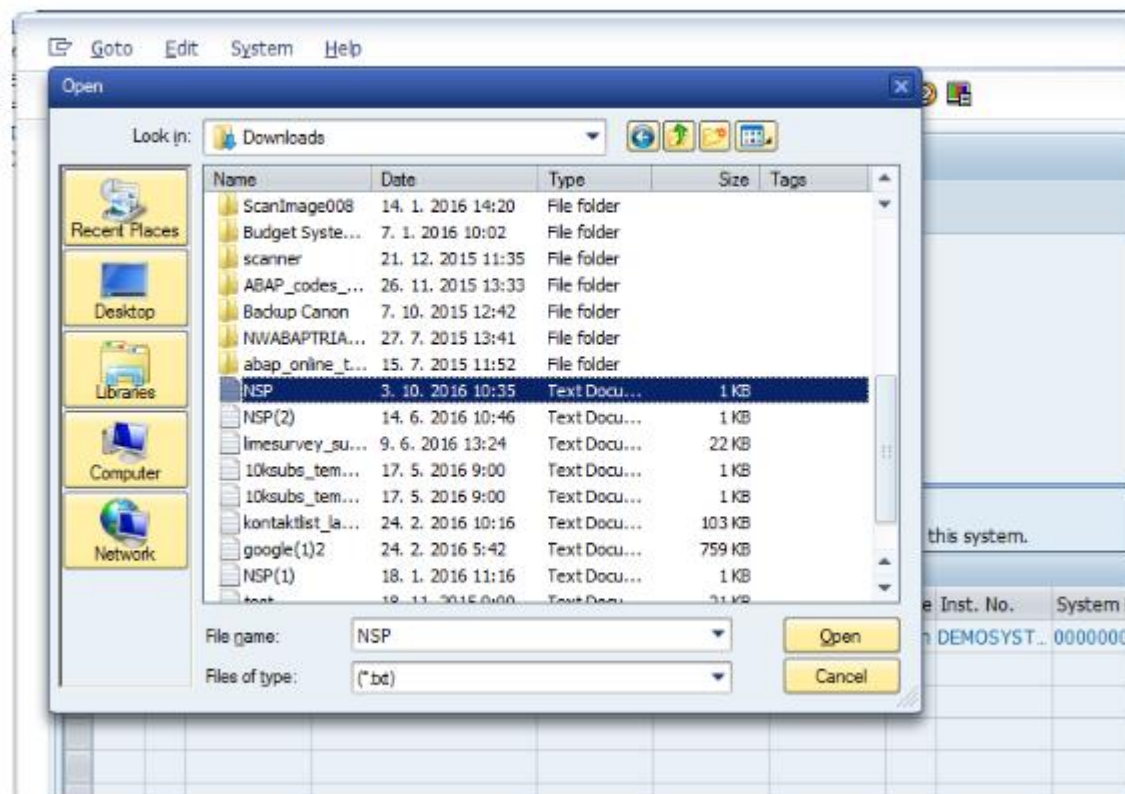 Goto Edit System Help
Open
Look in: Downloads
Name Date Type Size Tags
ScanImage008 14. 1. 2016 14:20 File folder
Budget Syste... 7. 1. 2016 10:02 File folder
scanner 21. 12. 2015 11:35 File folder
ABAP_codes_... 26. 11. 2015 13:33 File folder
Backup Canon 7. 10. 2015 12:42 File folder
NWABAPTRIA... 27. 7. 2015 13:41 File folder
abap_online_t... 15. 7. 2015 11:52 File folder
NSP 3. 10. 2016 10:35 Text Docu... 1 KB
NSP(2) 14. 6. 2016 10:46 Text Docu... 1 KB
limesurvey_su... 9. 6. 2016 13:24 Text Docu... 22 KB
10ksubs_tem... 17. 5. 2016 9:00 Text Docu... 1 KB
10ksubs_tem... 17. 5. 2016 9:00 Text Docu... 1 KB
kontaktlist_la... 24. 2. 2016 10:16 Text Docu... 103 KB
google(1)2 24. 2. 2016 5:42 Text Docu... 759 KB
NSP(1) 18. 1. 2016 11:16 Text Docu... 1 KB
Recent Places
Desktop
Libraries
Computer
Network
File name: NSP Open
Files of type: (*.txt) Cancel
this system.
e Inst. No. System
n DEMOSYST... 0000000